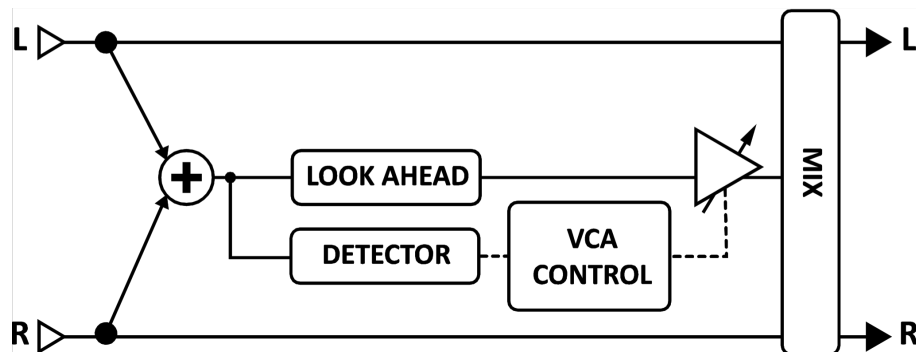 L
L
+
LOOK AHEAD
MIX
DETECTOR
VCA
CONTROL
R
R